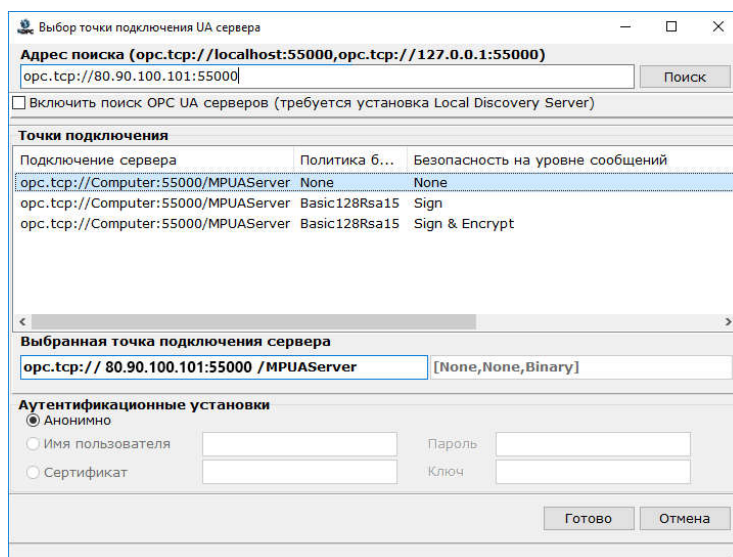 Выбор точки подключения UA сервера
Адрес поиска (opc.tcp://localhost:55000,opc.tcp://127.0.0.1:55000)
opc.tcp://80.90.100.101:55000 Поиск
Включить поиск OPC UA серверов (требуется установка Local Discovery Server)
Точки подключения
Подключение сервера Политика б... Безопасность на уровне сообщений
opc.tcp://Computer:55000/MPUAServer None None
opc.tcp://Computer:55000/MPUAServer Basic128Rsa15 Sign
opc.tcp://Computer:55000/MPUAServer Basic128Rsa15 Sign & Encrypt
Выбранная точка подключения сервера
opc.tcp:// 80.90.100.101:55000 /MPUAServer [None,None,Binary]
Аутентификационные установки
Анонимно
Имя пользователя Пароль
Сертификат Ключ
Готово Отмена